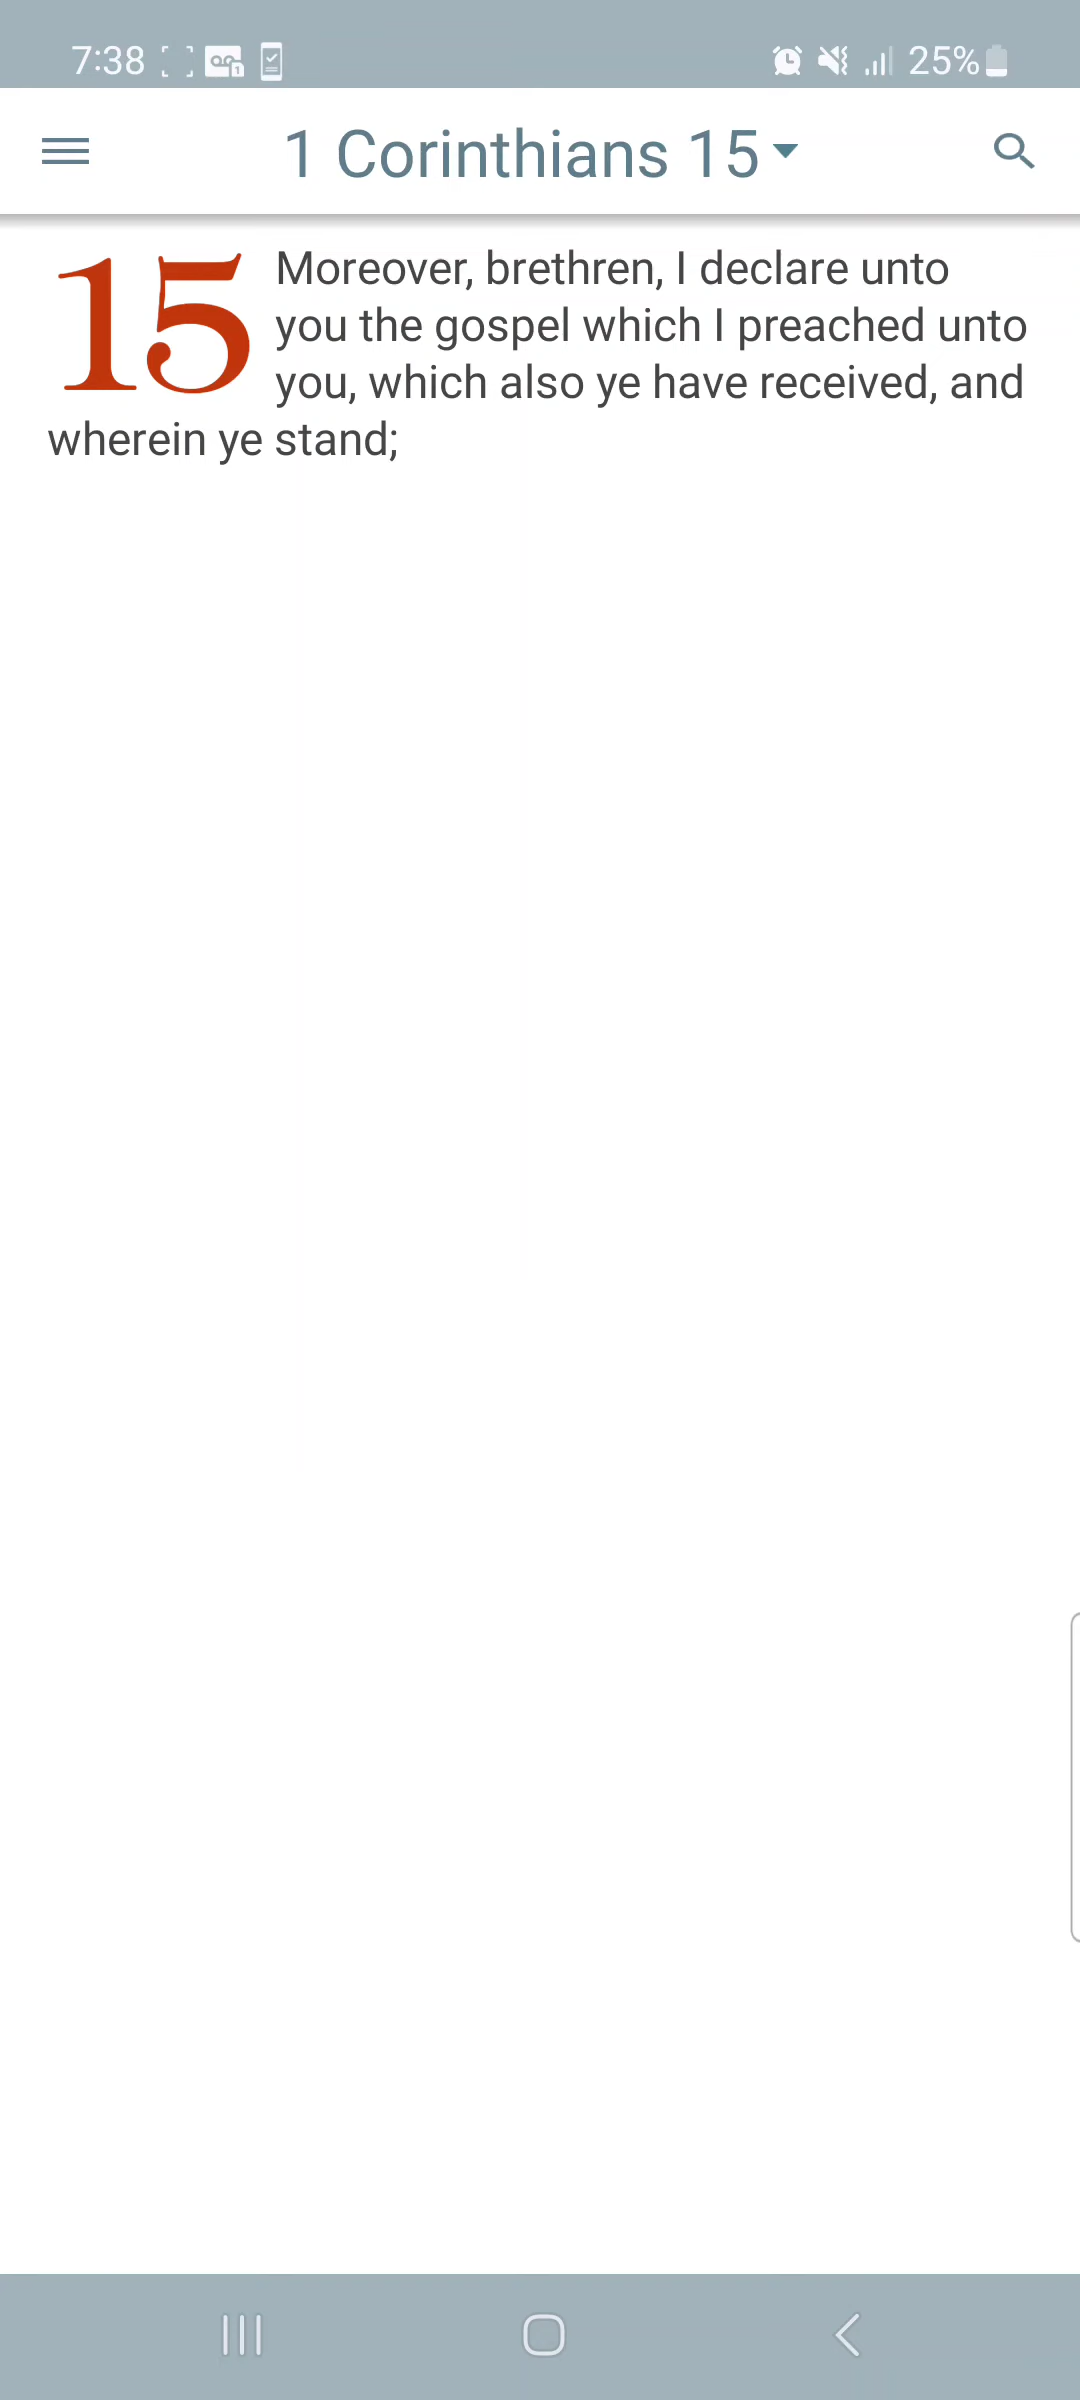 7:38 25%
1 Corinthians 15
15 Moreover, brethren, I declare unto
you the gospel which I preached unto
you, which also ye have received, and
wherein ye stand;